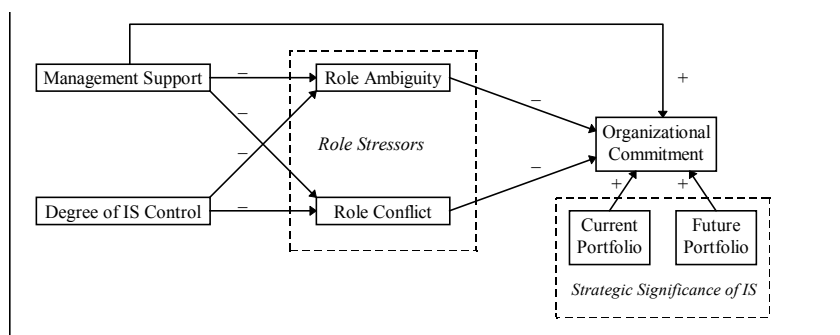 +
Management Support
–
Role Ambiguity
–
–
Organizational
Commitment
Role Stressors
–
–
+
+
Degree of IS Control
–
Role Conflict
Current
Portfolio
Future
Portfolio
Strategic Significance of IS